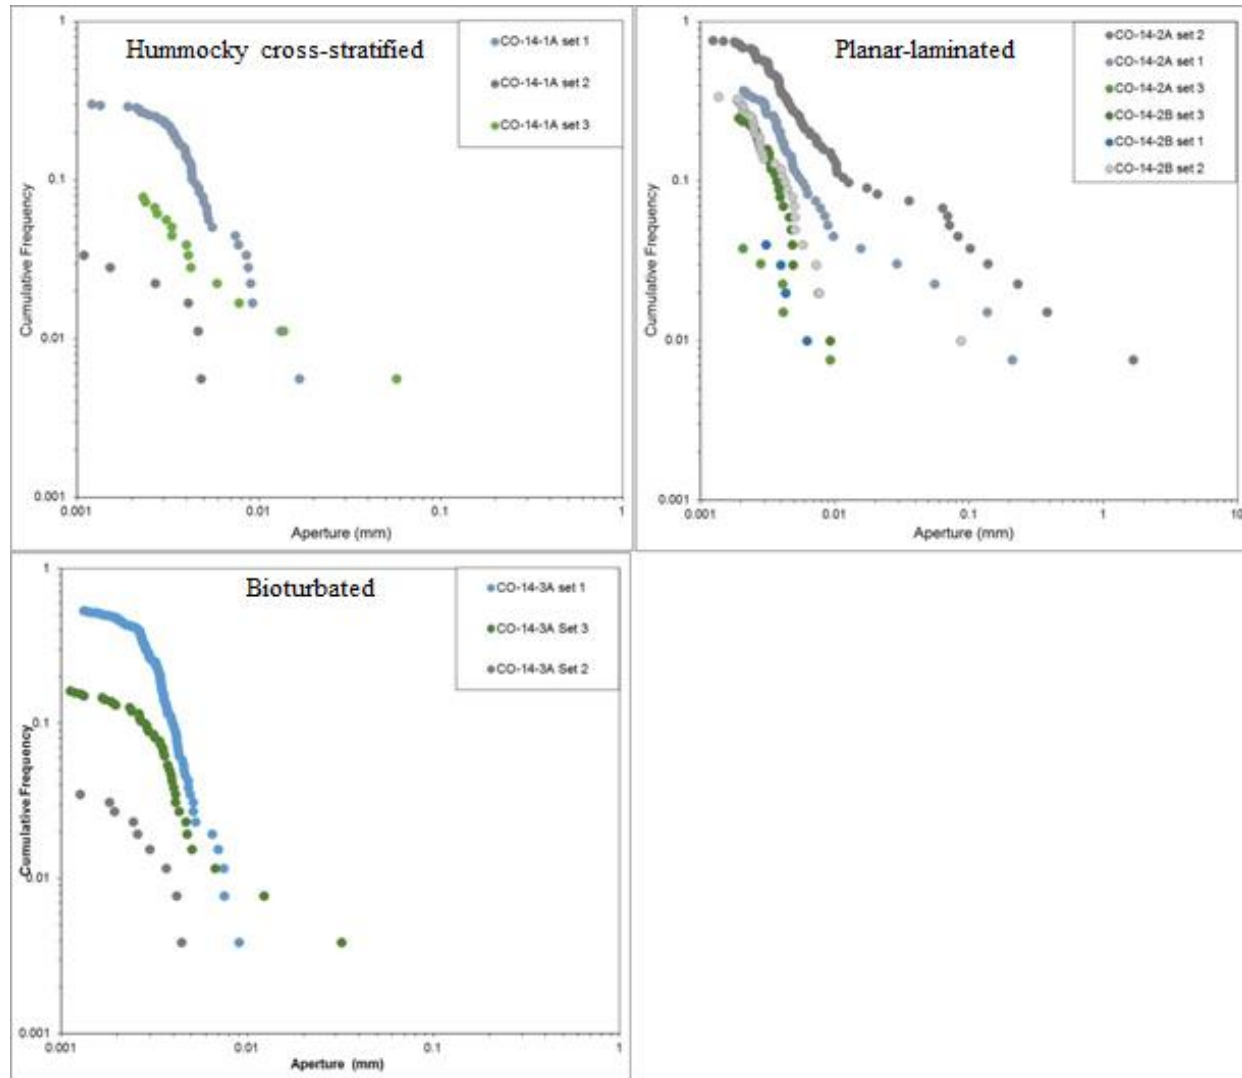 Hummocky cross-stratified
CO-14-1A set 1
CO-14-1A set 2
CO-14-1A set 3
Cumulative Frequency
1
0.1
0.01
0.001
0.001
0.01
0.1
1
Aperture (mm)
Planar-laminated
CO-14-2A set 2
CO-14-2A set 1
CO-14-2A set 3
CO-14-2B set 3
CO-14-2B set 1
CO-14-2B set 2
Cumulative Frequency
1
0.1
0.01
0.001
0.001
0.01
0.1
1
10
Aperture (mm)
Bioturbated
CO-14-3A set 1
CO-14-3A Set 3
CO-14-3A Set 2
Cumulative Frequency
1
0.1
0.01
0.001
0.001
0.01
0.1
1
Aperture (mm)